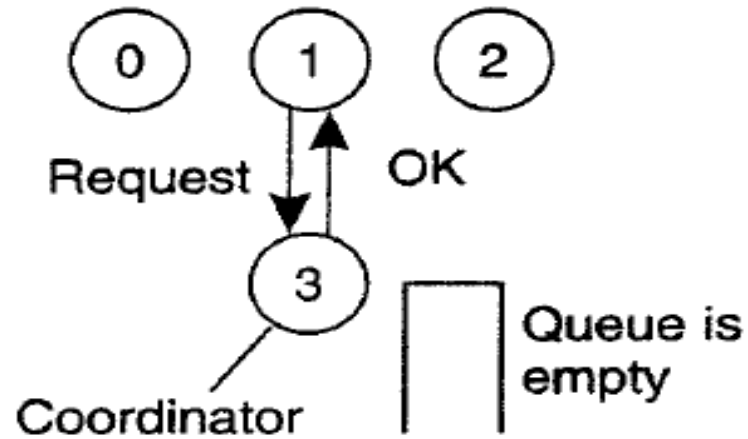 0 1 2
Request OK
3
Queue is
empty
Coordinator